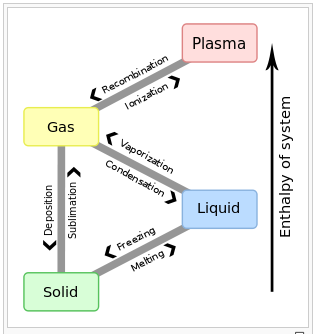 Plasma
Recombination
Ionization
Gas
Vaporization
Condensation
Enthalpy of system
Deposition
Sublimation
Liquid
Freezing
Melting
Solid